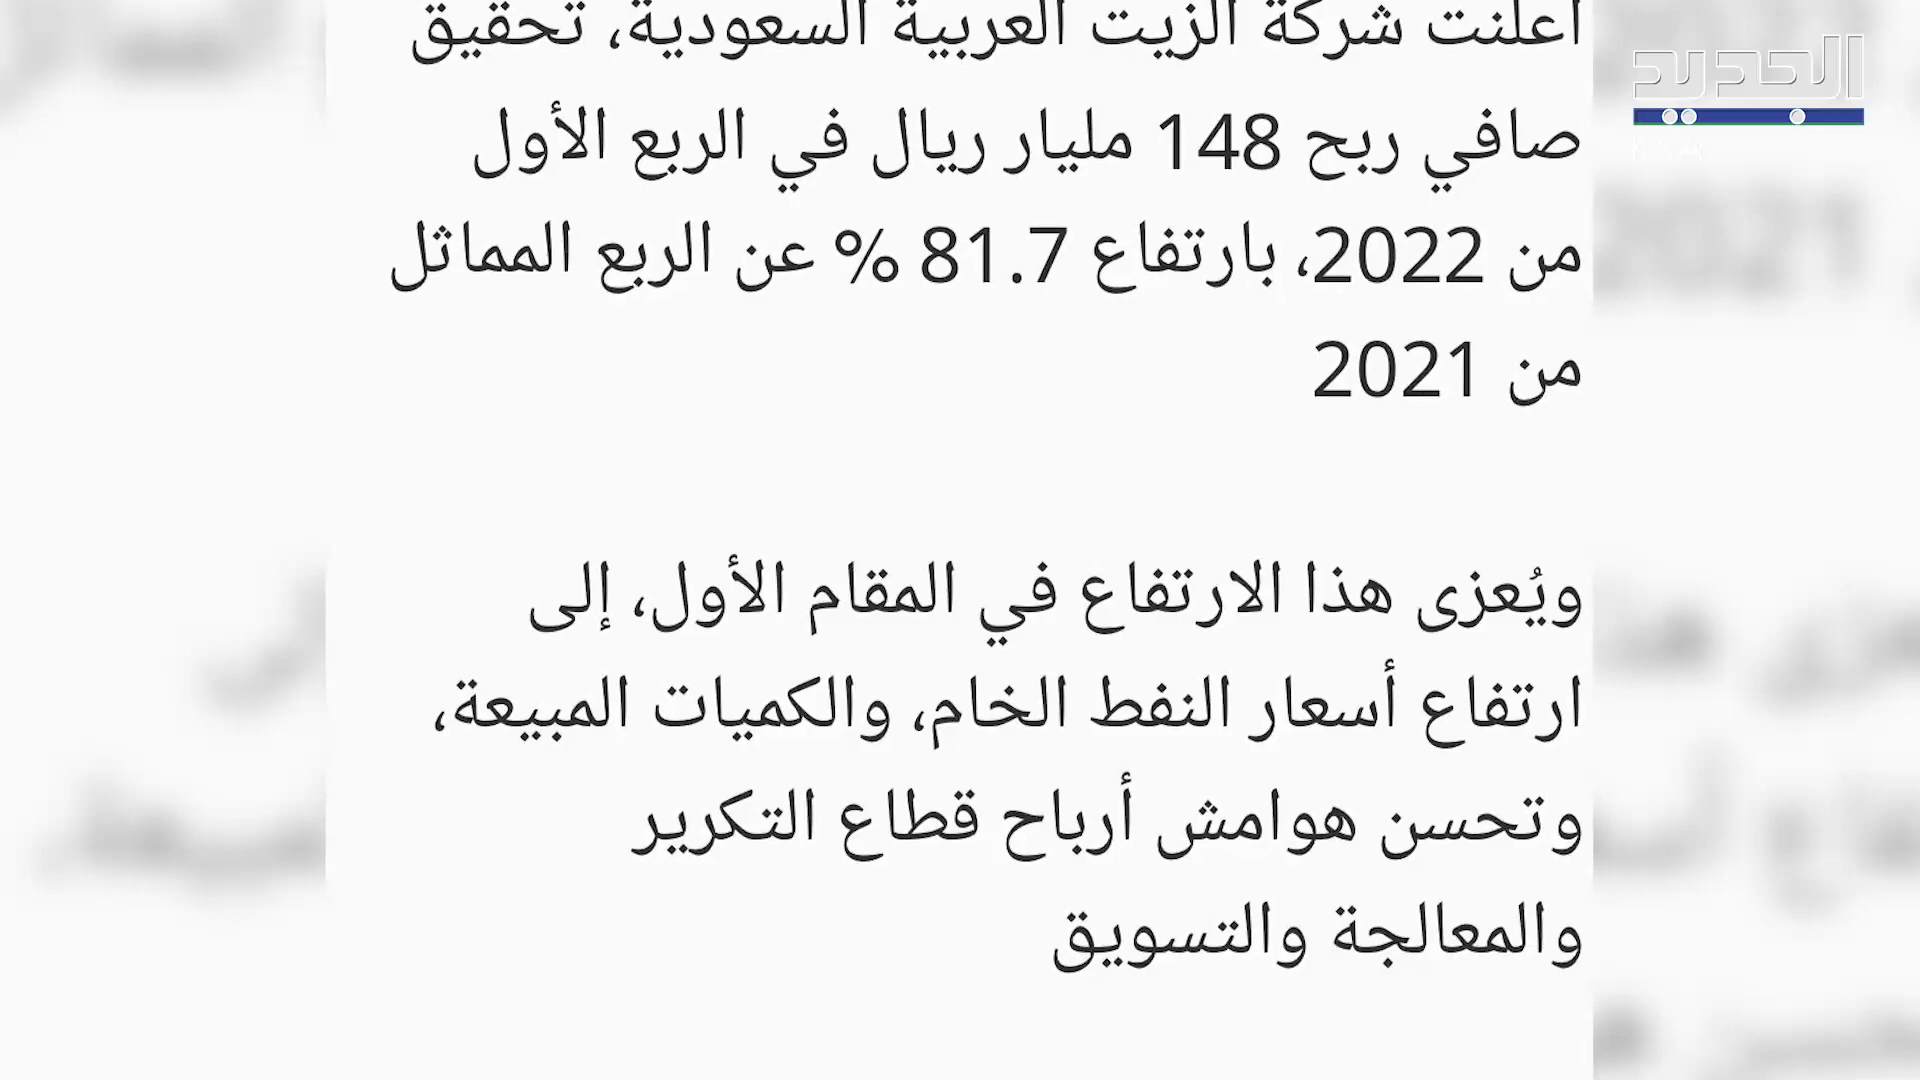 أعلنت شركة الزيت العربية السعودية، تحقيق
صافي ربح 148 مليار ريال في الربع الأول
من 2022، بارتفاع 81.7 % عن الربع المماثل
من 2021
ويُعزى هذا الارتفاع في المقام الأول، إلى
ارتفاع أسعار النفط الخام، والكميات المبيعة،
وتحسن هوامش أرباح قطاع التكرير
والمعالجة والتسويق
الجديد